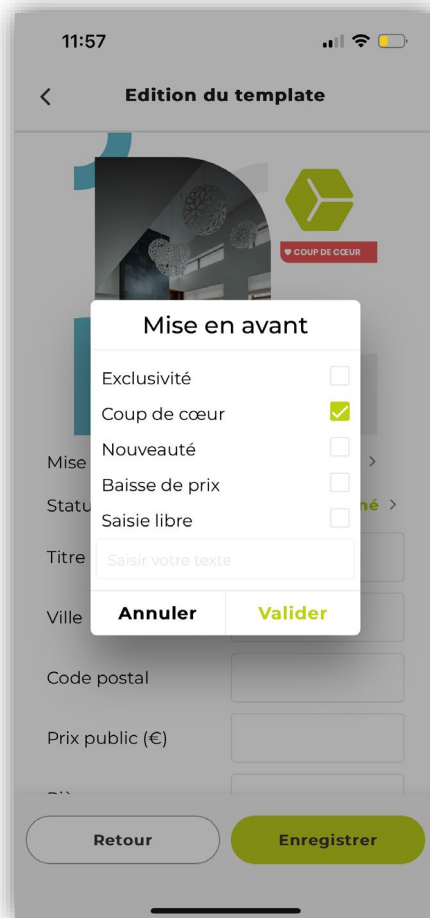 11:57
Edition du template
COUP DE CŒUR
Mise en avant
Exclusivité
Coup de cœur
Nouveauté
Baisse de prix
Saisie libre
Saisir votre texte
Annuler
Valider
Mise
Statu
né
Titre
Ville
Code postal
Prix public (€)
Retour
Enregistrer